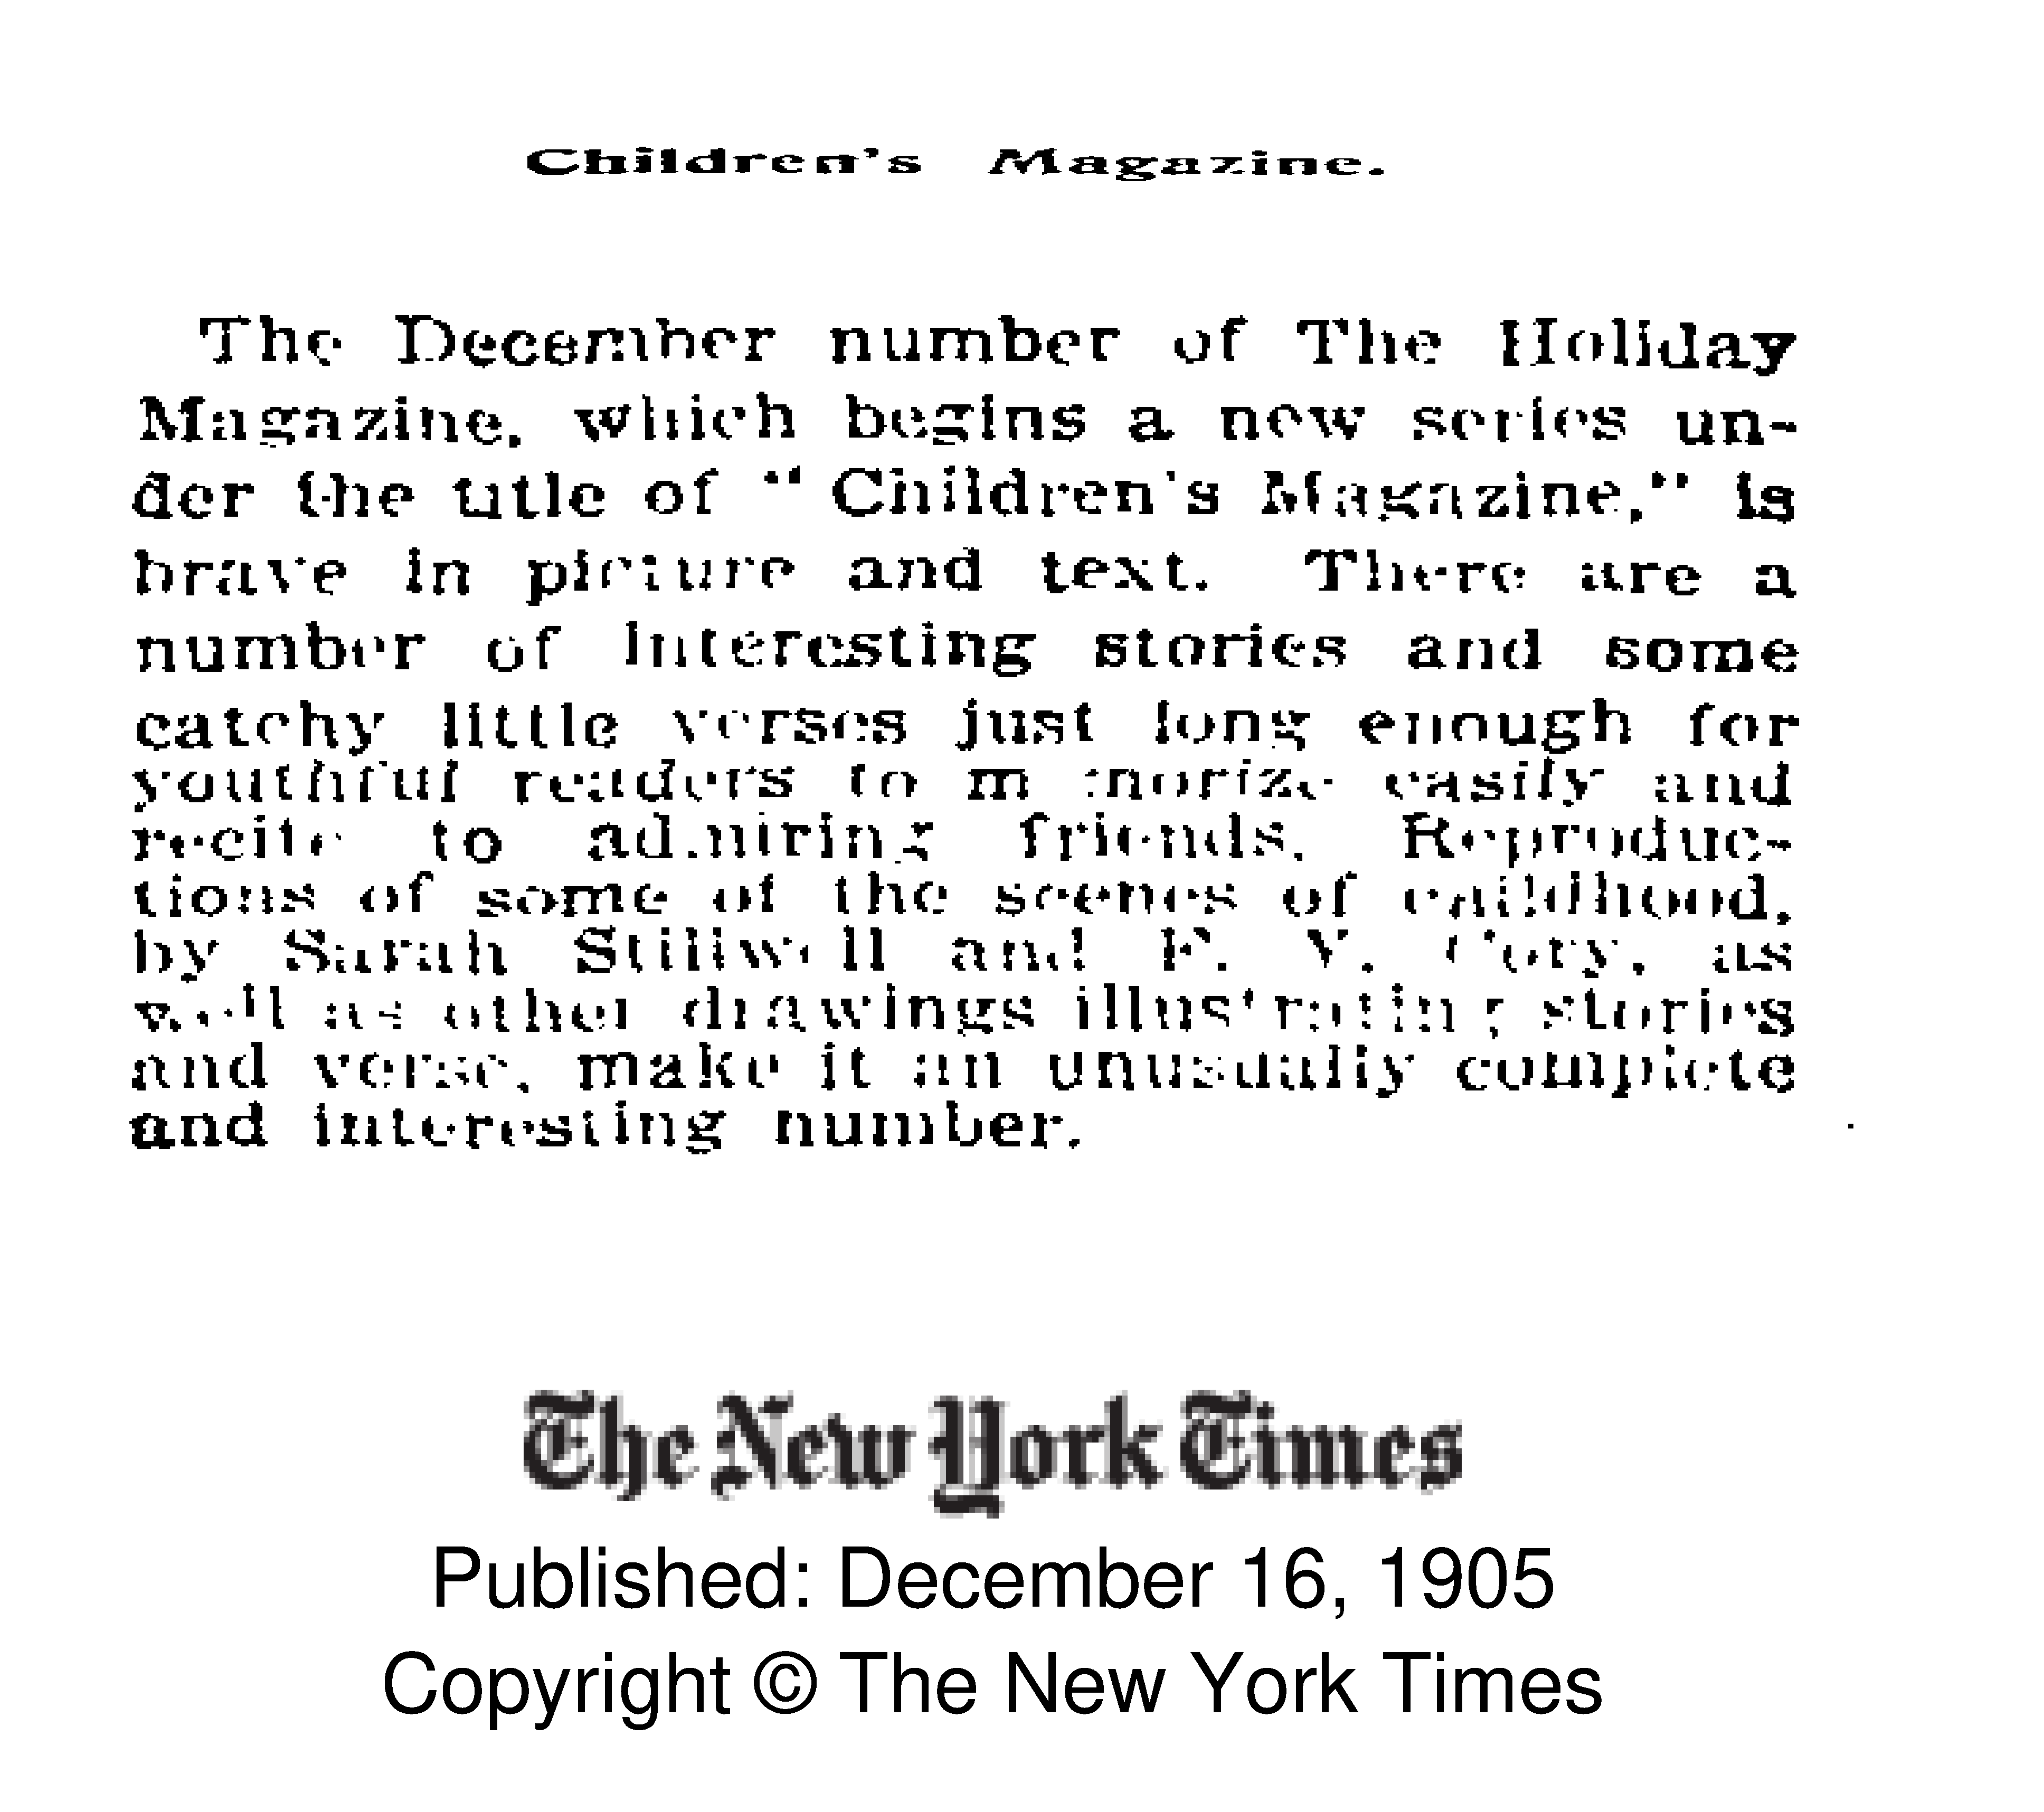 Children's Magazine.
The December number of The Holiday
Magazine, which begins a new series un-
der the title of "Children's Magazine," is
brave in picture and text. There are a
number of interesting stories and some
catchy little verses just long enough for
youthful readers to memorize easily and
recite to admiring friends. Reproduc-
tions of some of the scenes of childhood,
by Sarah Stillwell and F. Y. Cory, as
well as other drawings illustrating stories
and verse, make it an unusually complete
and interesting number.
The New York Times
Published: December 16, 1905
Copyright © The New York Times